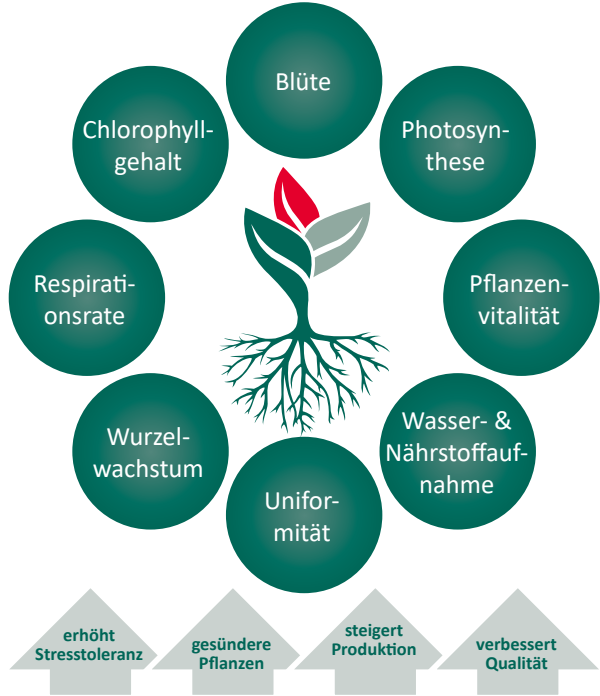 Blüte
Photosyn-
these
Pflanzen-
vitalität
Wasser- &
Nährstoffauf-
nahme
Unifor-
mität
Wurzel-
wachstum
Respirati-
onsrate
Chlorophyll-
gehalt
erhöht
Stresstoleranz
gesündere
Pflanzen
steigert
Produktion
verbessert
Qualität